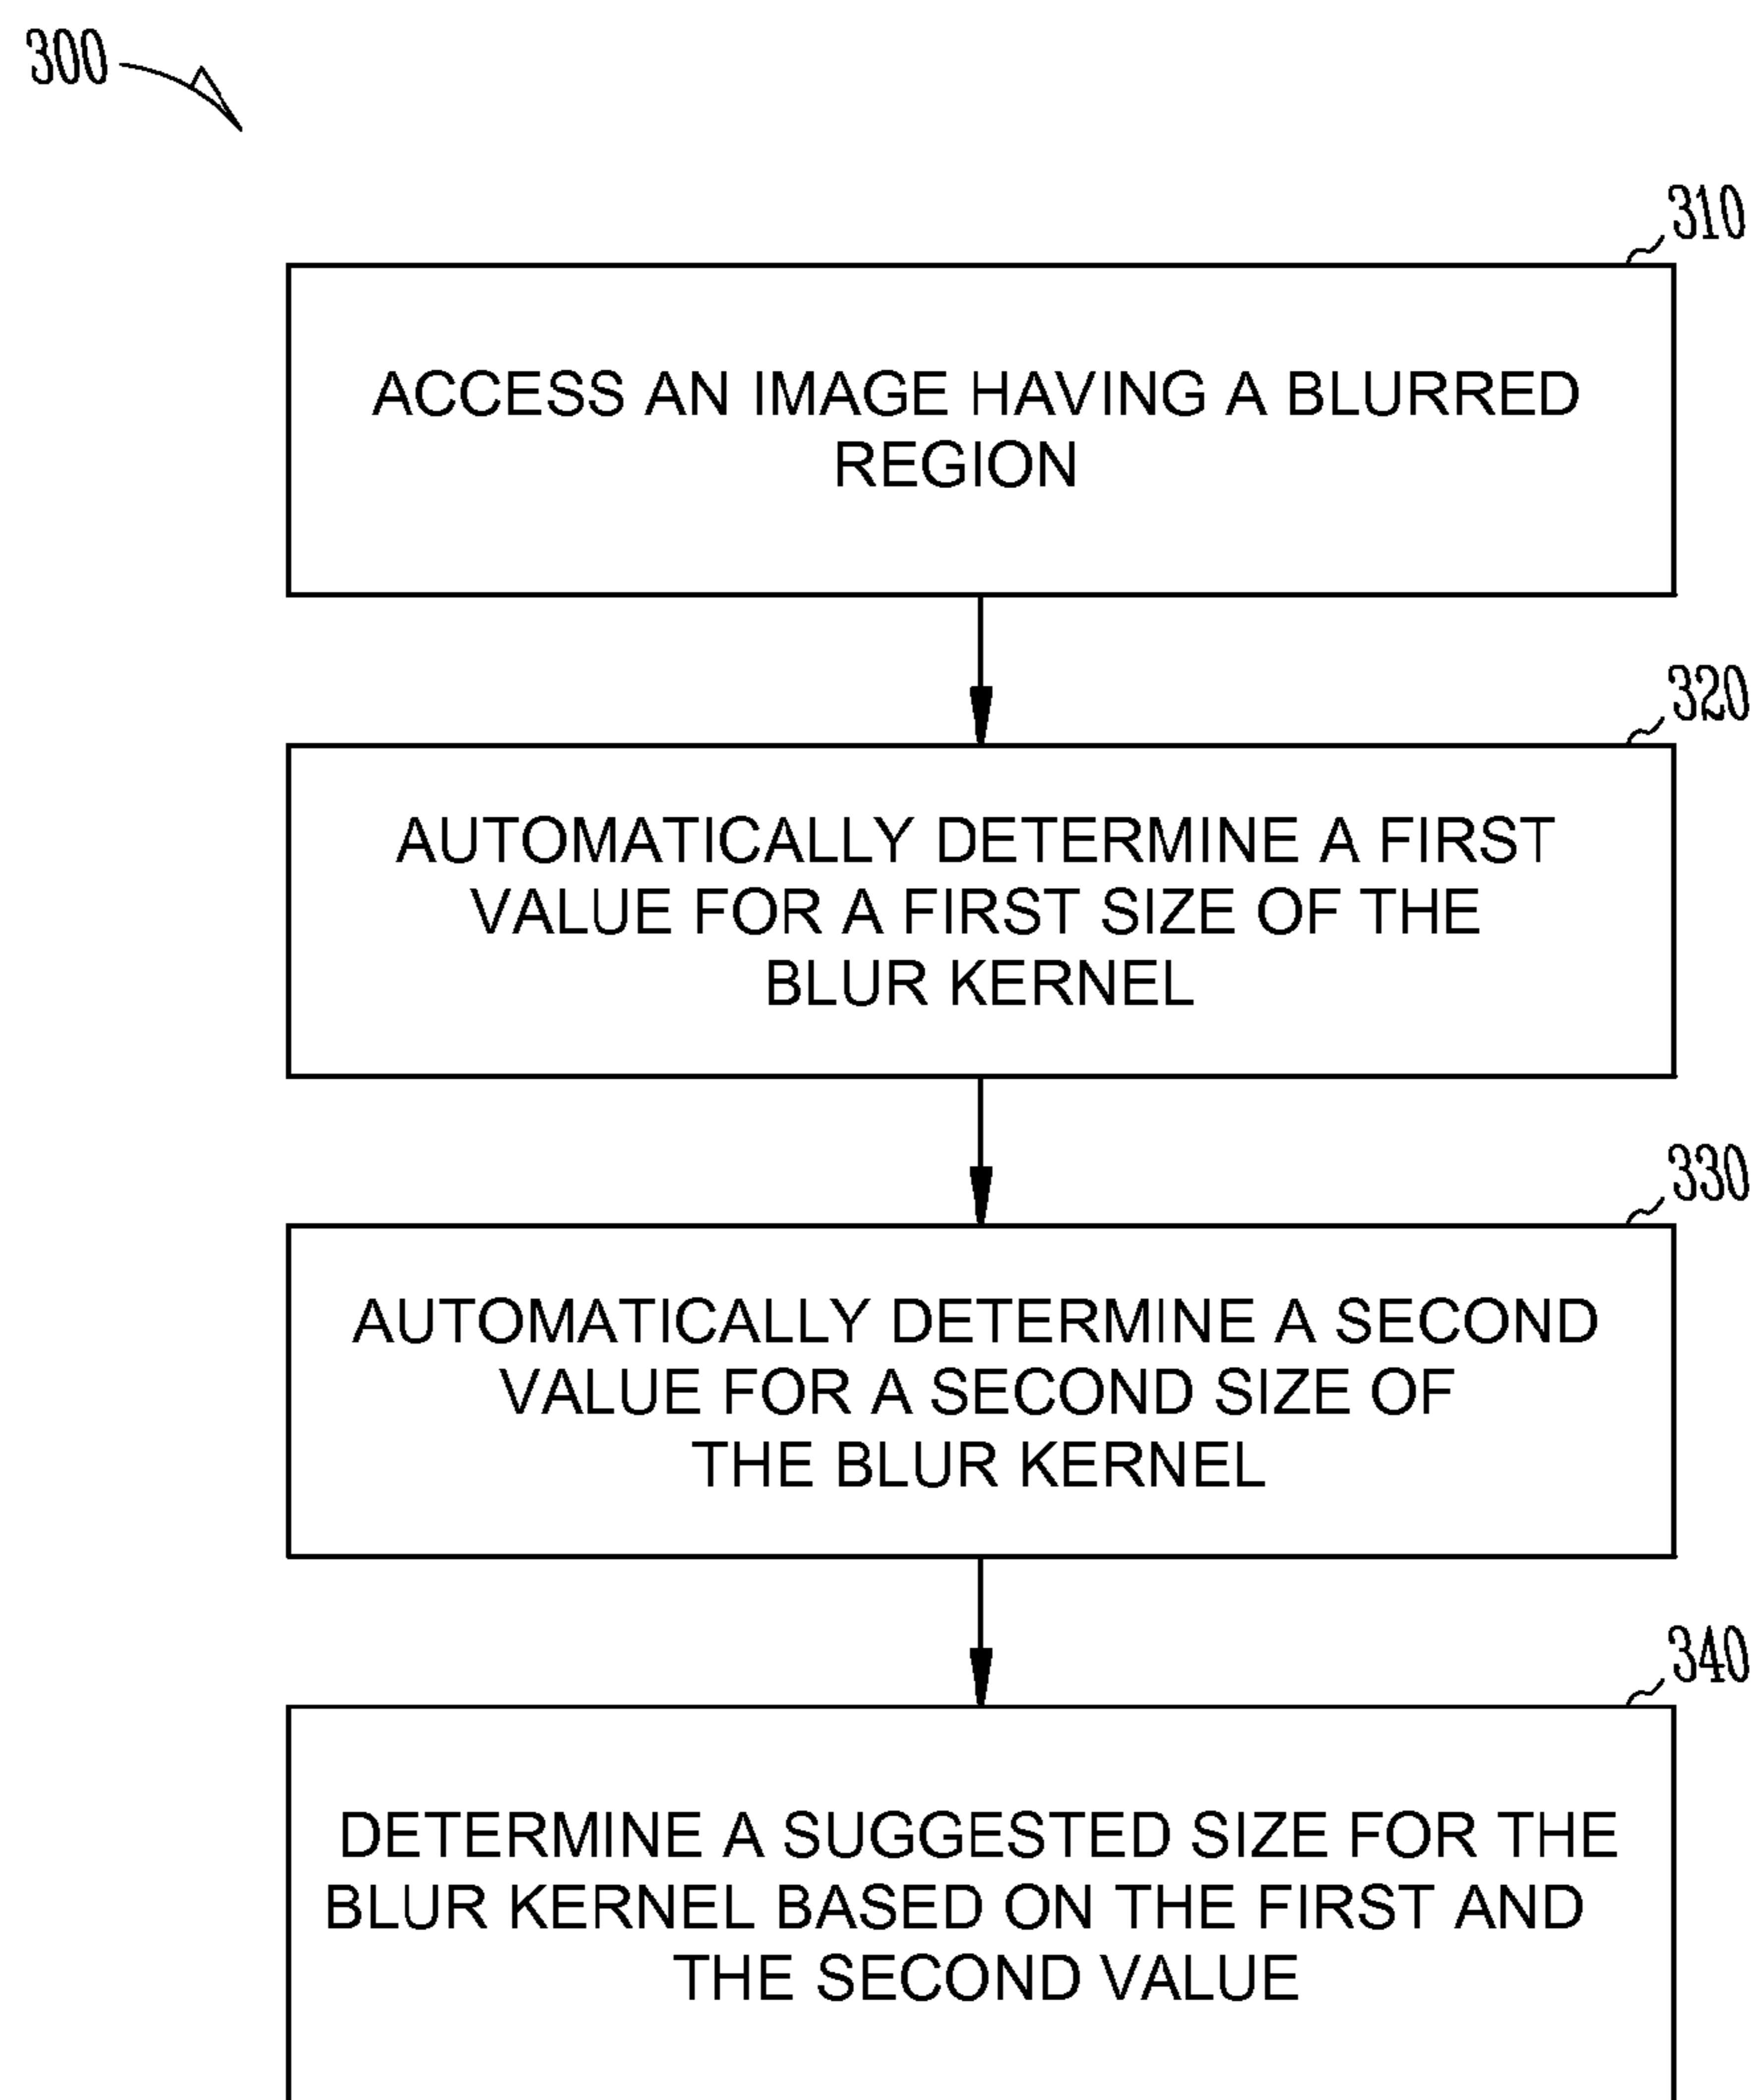 300
310
ACCESS AN IMAGE HAVING A BLURRED
REGION
320
AUTOMATICALLY DETERMINE A FIRST
VALUE FOR A FIRST SIZE OF THE
BLUR KERNEL
330
AUTOMATICALLY DETERMINE A SECOND
VALUE FOR A SECOND SIZE OF
THE BLUR KERNEL
340
DETERMINE A SUGGESTED SIZE FOR THE
BLUR KERNEL BASED ON THE FIRST AND
THE SECOND VALUE